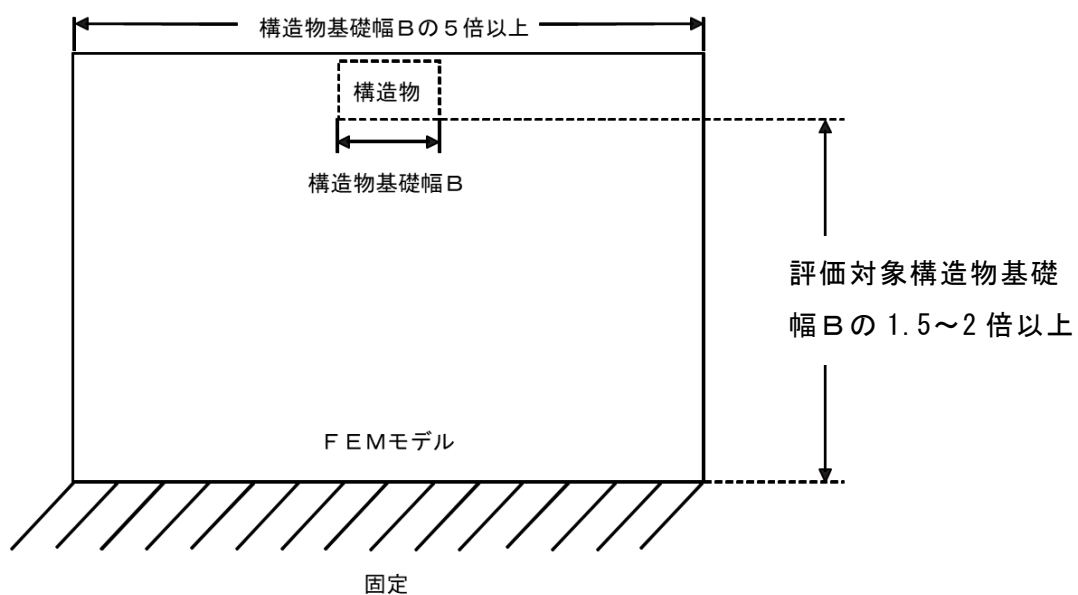 構造物基礎幅Bの5倍以上
構造物
構造物基礎幅B
評価対象構造物基礎
幅Bの1.5~2倍以上
FEMモデル
固定